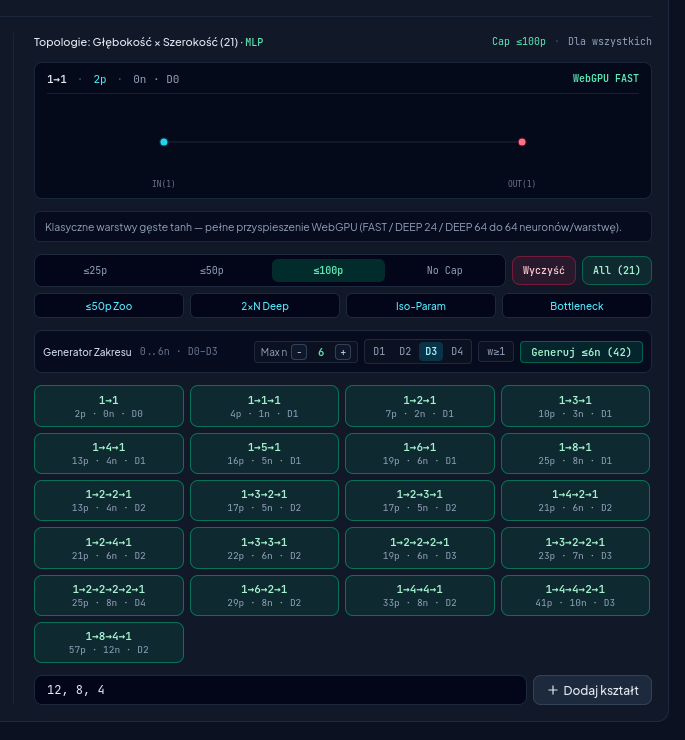 Topologie: Głębokość × Szerokość (21) · MLP Cap ≤100p · Dla wszystkich
1→1 · 2p · 0n · D0 WebGPU FAST
IN(1) OUT(1)
Klasyczne warstwy gęste tanh — pełne przyspieszenie WebGPU (FAST / DEEP 24 / DEEP 64 do 64 neuronów/warstwę).
≤25p ≤50p ≤100p No Cap Wyczyść All (21)
≤50p Zoo 2×N Deep Iso-Param Bottleneck
Generator Zakresu 0..6n · D0–D3 Max n - 6 + D1 D2 D3 D4 w≥1 Generuj ≤6n (42)
1→1 1→1→1 1→2→1 1→3→1
2p · 0n · D0 4p · 1n · D1 7p · 2n · D1 10p · 3n · D1
1→4→1 1→5→1 1→6→1 1→8→1
13p · 4n · D1 16p · 5n · D1 19p · 6n · D1 25p · 8n · D1
1→2→2→1 1→3→2→1 1→2→3→1 1→4→2→1
13p · 4n · D2 17p · 5n · D2 17p · 5n · D2 21p · 6n · D2
1→2→4→1 1→3→3→1 1→2→2→2→1 1→3→2→2→1
21p · 6n · D2 22p · 6n · D2 19p · 6n · D3 23p · 7n · D3
1→2→2→2→2→1 1→6→2→1 1→4→4→1 1→4→4→2→1
25p · 8n · D4 29p · 8n · D2 33p · 8n · D2 41p · 10n · D3
1→8→4→1
57p · 12n · D2
12, 8, 4 + Dodaj kształt